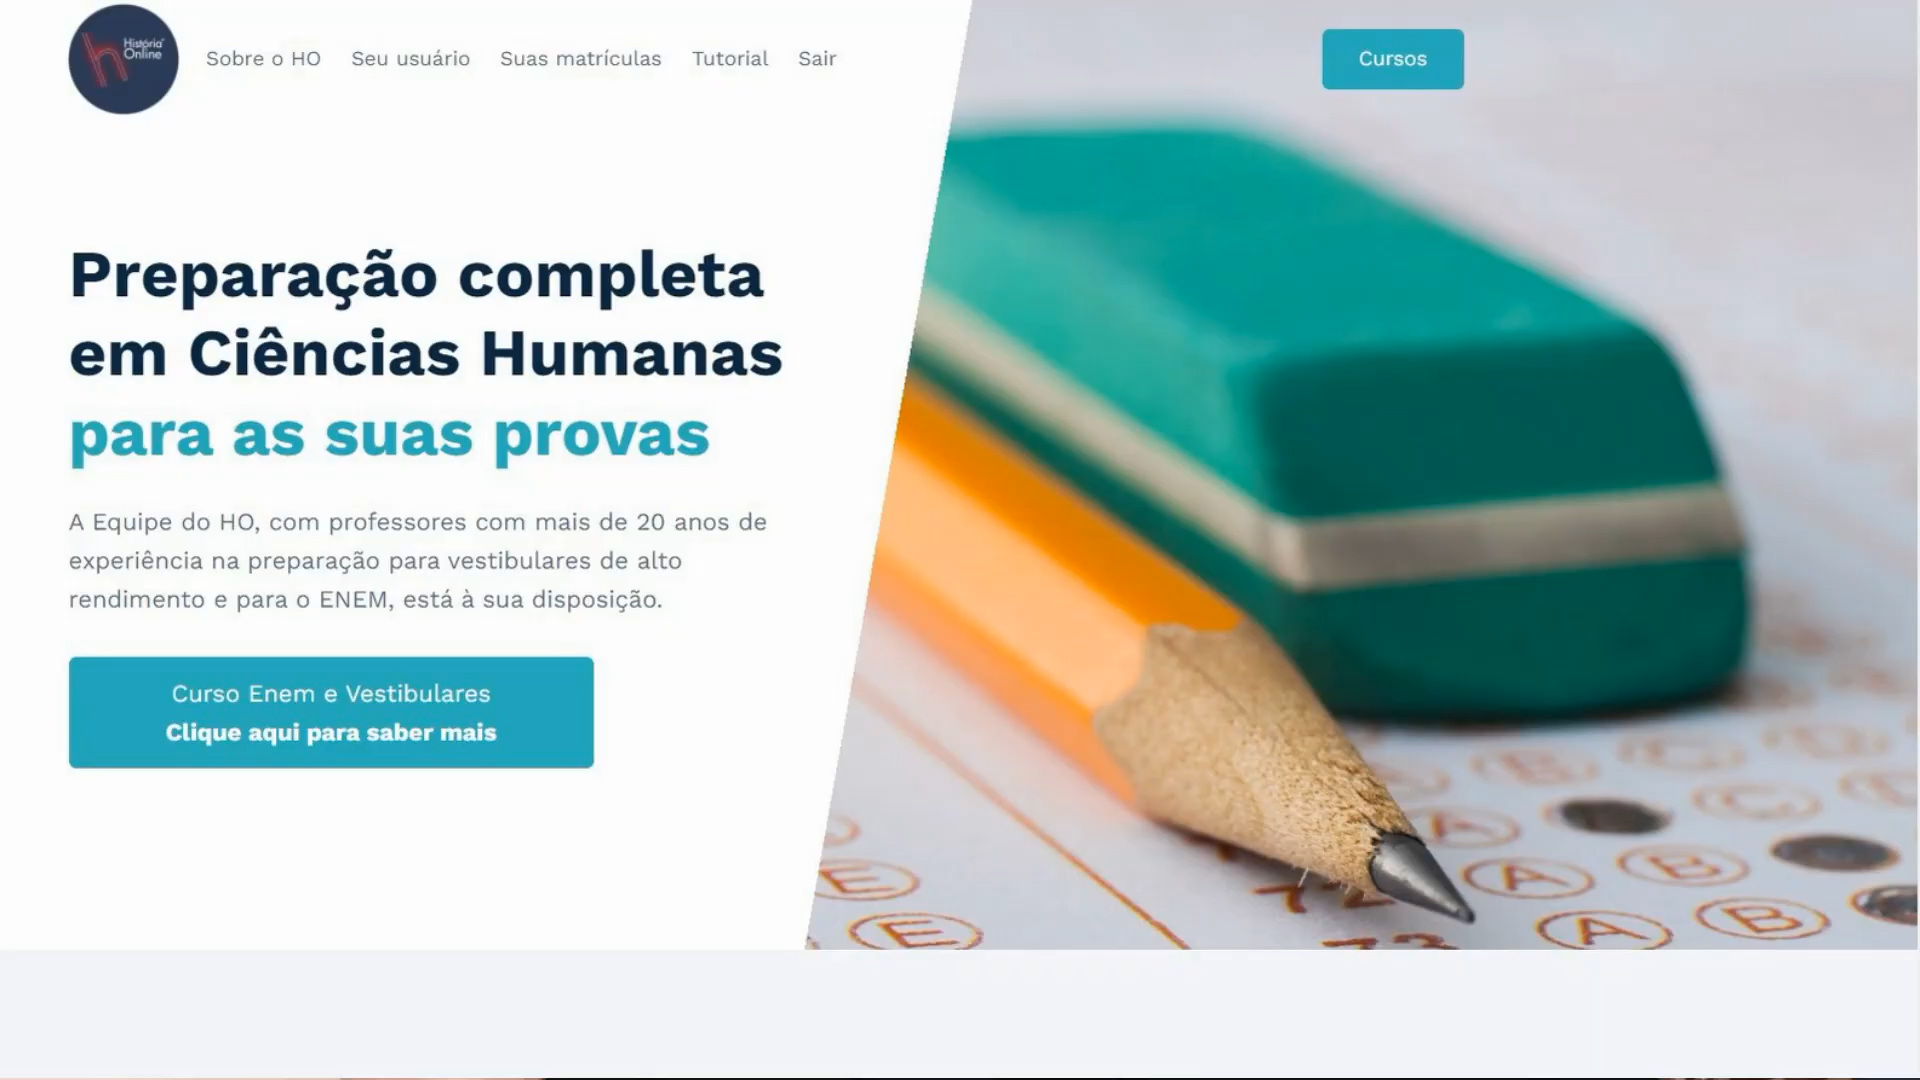 História
Online
Sobre o HO
Seu usuário
Suas matrículas
Tutorial
Sair
Cursos
Preparação completa
em Ciências Humanas
para as suas provas
A Equipe do HO, com professores com mais de 20 anos de
experiência na preparação para vestibulares de alto
rendimento e para o ENEM, está à sua disposição.
Curso Enem e Vestibulares
Clique aqui para saber mais
B
A
A
B
E
72
E
73
A
B